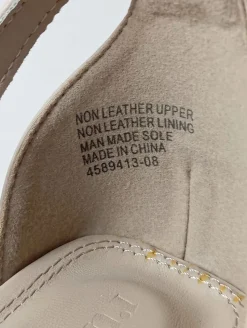 NON LEATHER UPPER
NON LEATHER LINING
MAN MADE SOLE
MADE IN CHINA
4589413-08